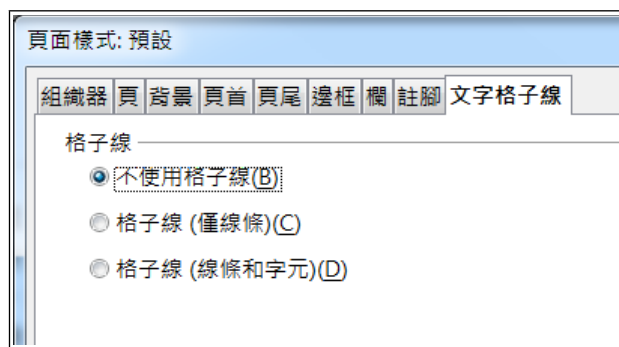 頁面樣式: 預設
組織器 頁 背景 頁首 頁尾 邊框 欄 註腳 文字格子線
格子線
不使用格子線(B)
格子線 (僅線條)(C)
格子線 (線條和字元)(D)